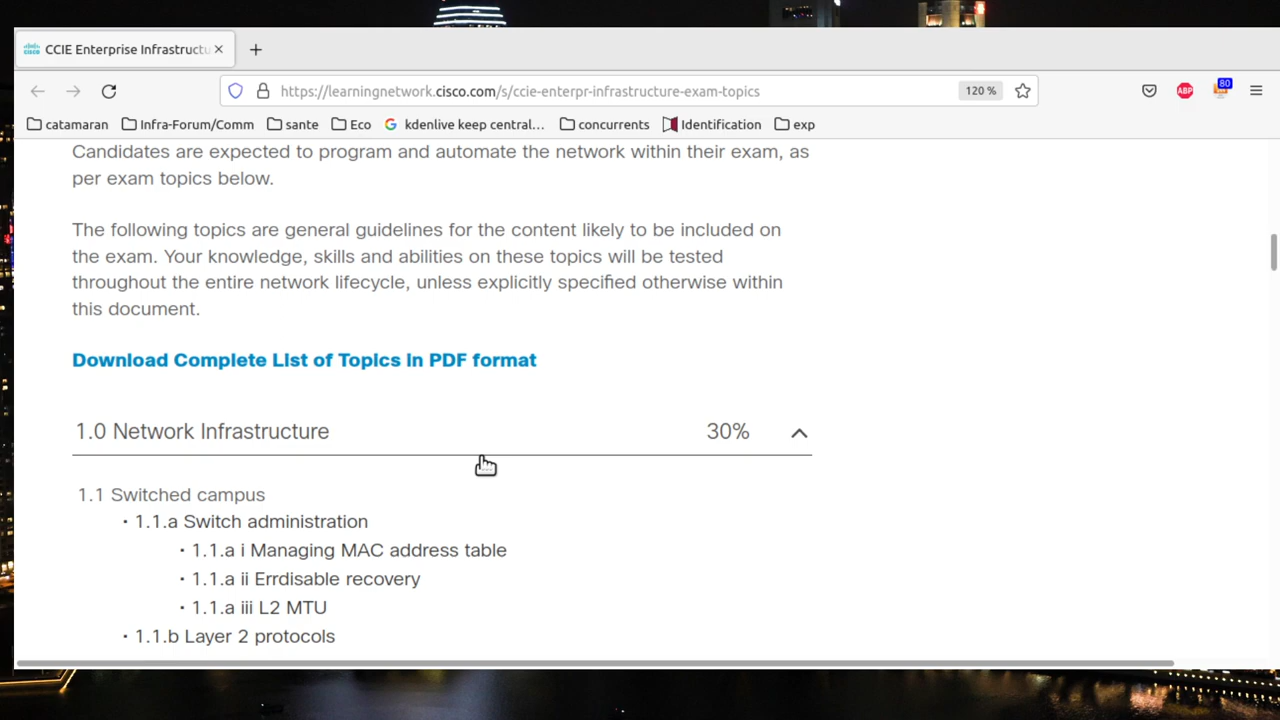 CCIE Enterprise Infrastructu
https://learningnetwork.cisco.com/s/ccie-enterpr-infrastructure-exam-topics 120 % ABP 80
catamaran Infra-Forum/Comm sante Eco G kdenlive keep central… concurrents Identification exp
Candidates are expected to program and automate the network within their exam, as
per exam topics below.
The following topics are general guidelines for the content likely to be included on
the exam. Your knowledge, skills and abilities on these topics will be tested
throughout the entire network lifecycle, unless explicitly specified otherwise within
this document.
Download Complete List of Topics in PDF format
1.0 Network Infrastructure 30%
1.1 Switched campus
· 1.1.a Switch administration
· 1.1.a i Managing MAC address table
· 1.1.a ii Errdisable recovery
· 1.1.a iii L2 MTU
· 1.1.b Layer 2 protocols